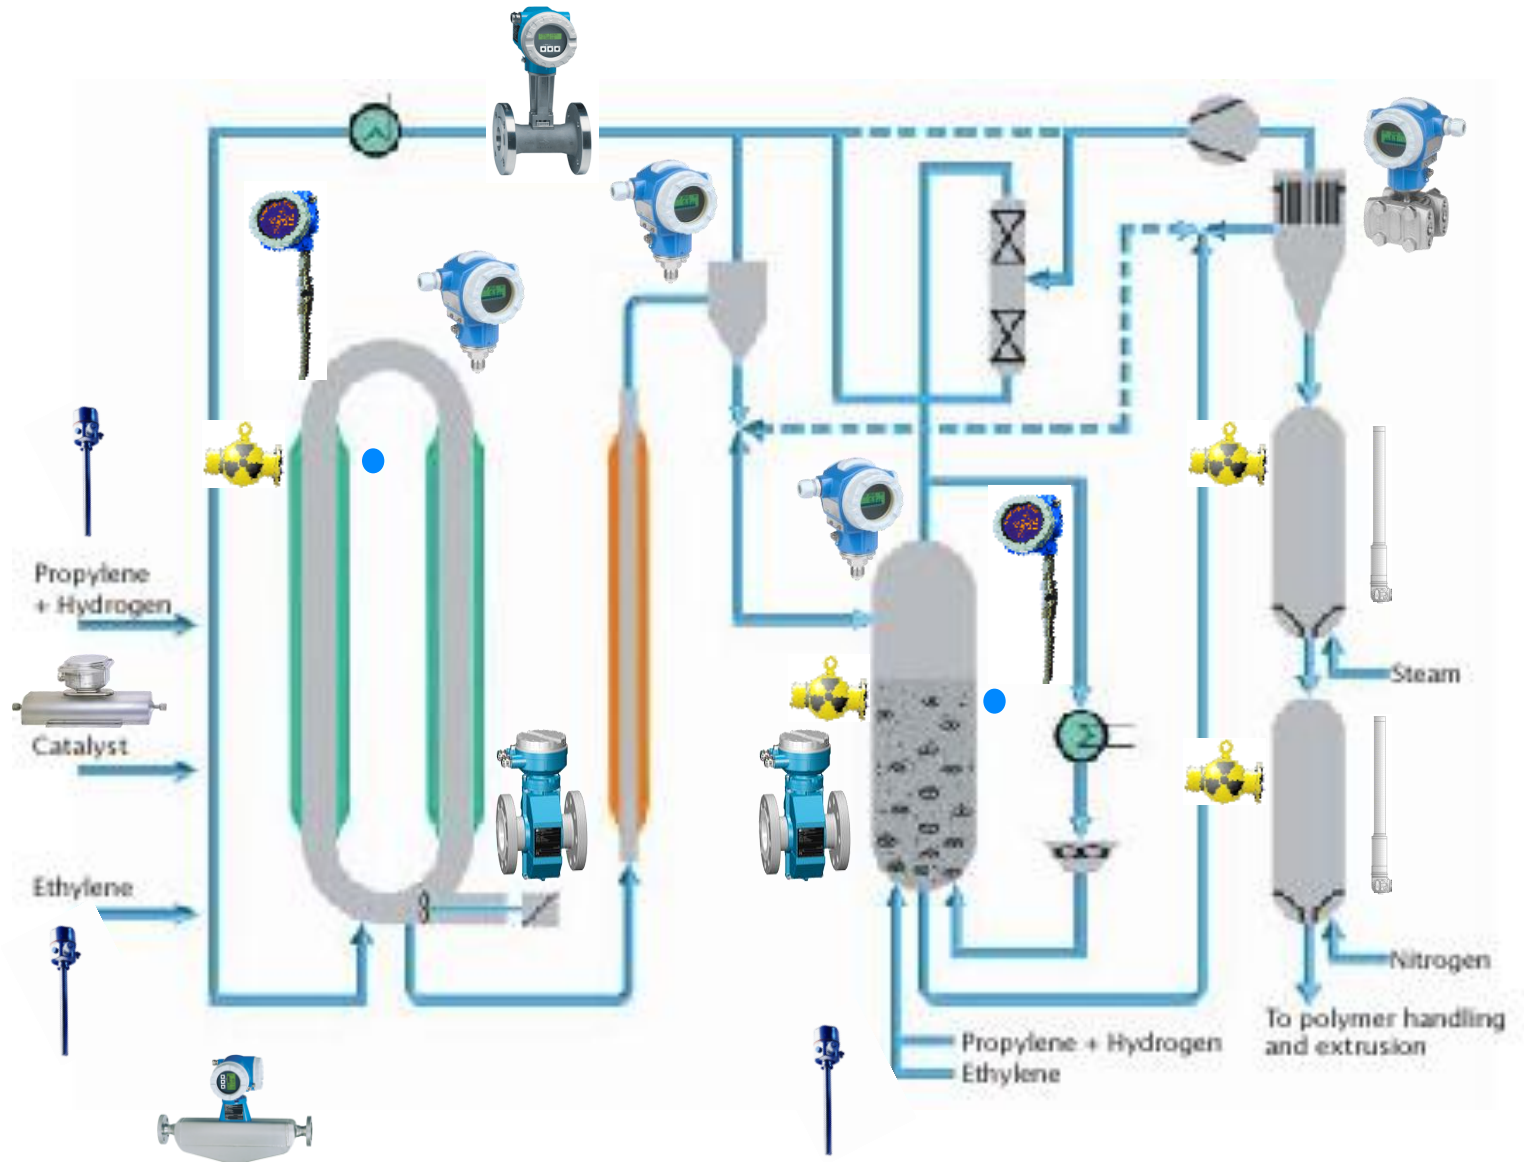 Propylene
+ Hydrogen
Catalyst
Ethylene
Steam
Nitrogen
To polymer handling
and extrusion
Propylene + Hydrogen
Ethylene